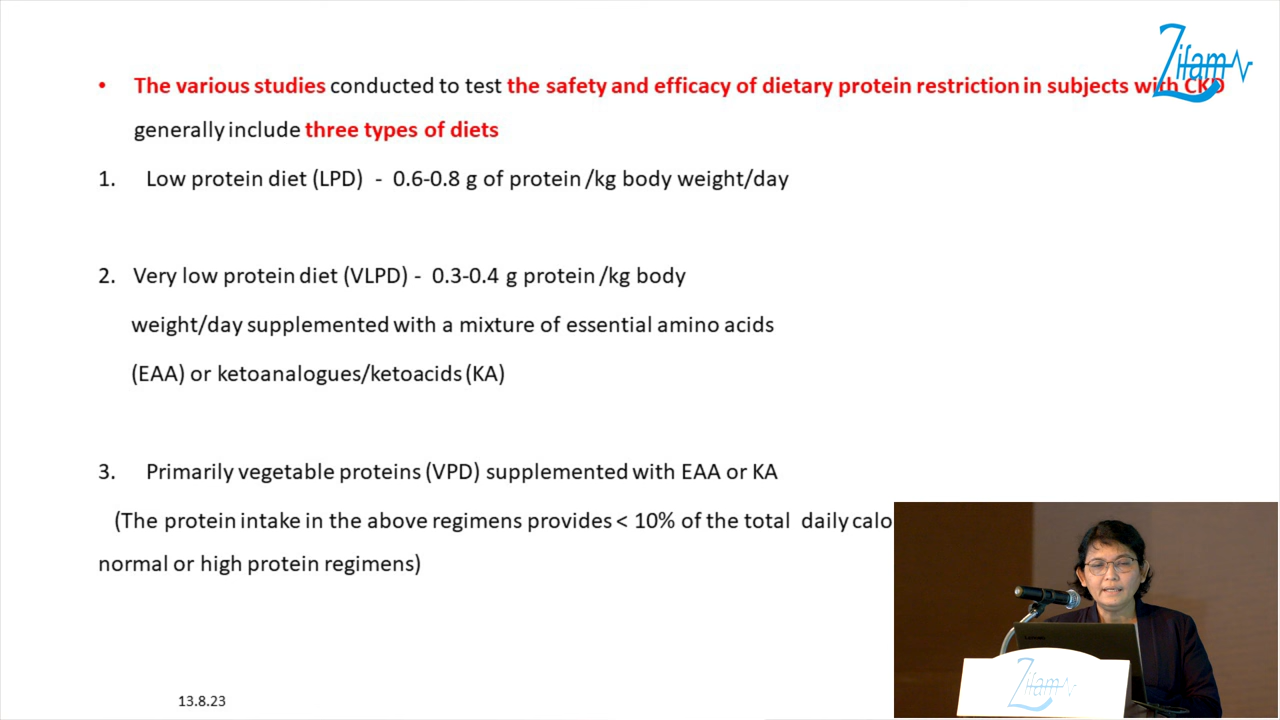 Zifam
• The various studies conducted to test the safety and efficacy of dietary protein restriction in subjects with CKD
generally include three types of diets
1. Low protein diet (LPD) - 0.6-0.8 g of protein /kg body weight/day
2. Very low protein diet (VLPD) - 0.3-0.4 g protein /kg body
weight/day supplemented with a mixture of essential amino acids
(EAA) or ketoanalogues/ketoacids (KA)
3. Primarily vegetable proteins (VPD) supplemented with EAA or KA
(The protein intake in the above regimens provides < 10% of the total daily calo
normal or high protein regimens)
Zifam
13.8.23